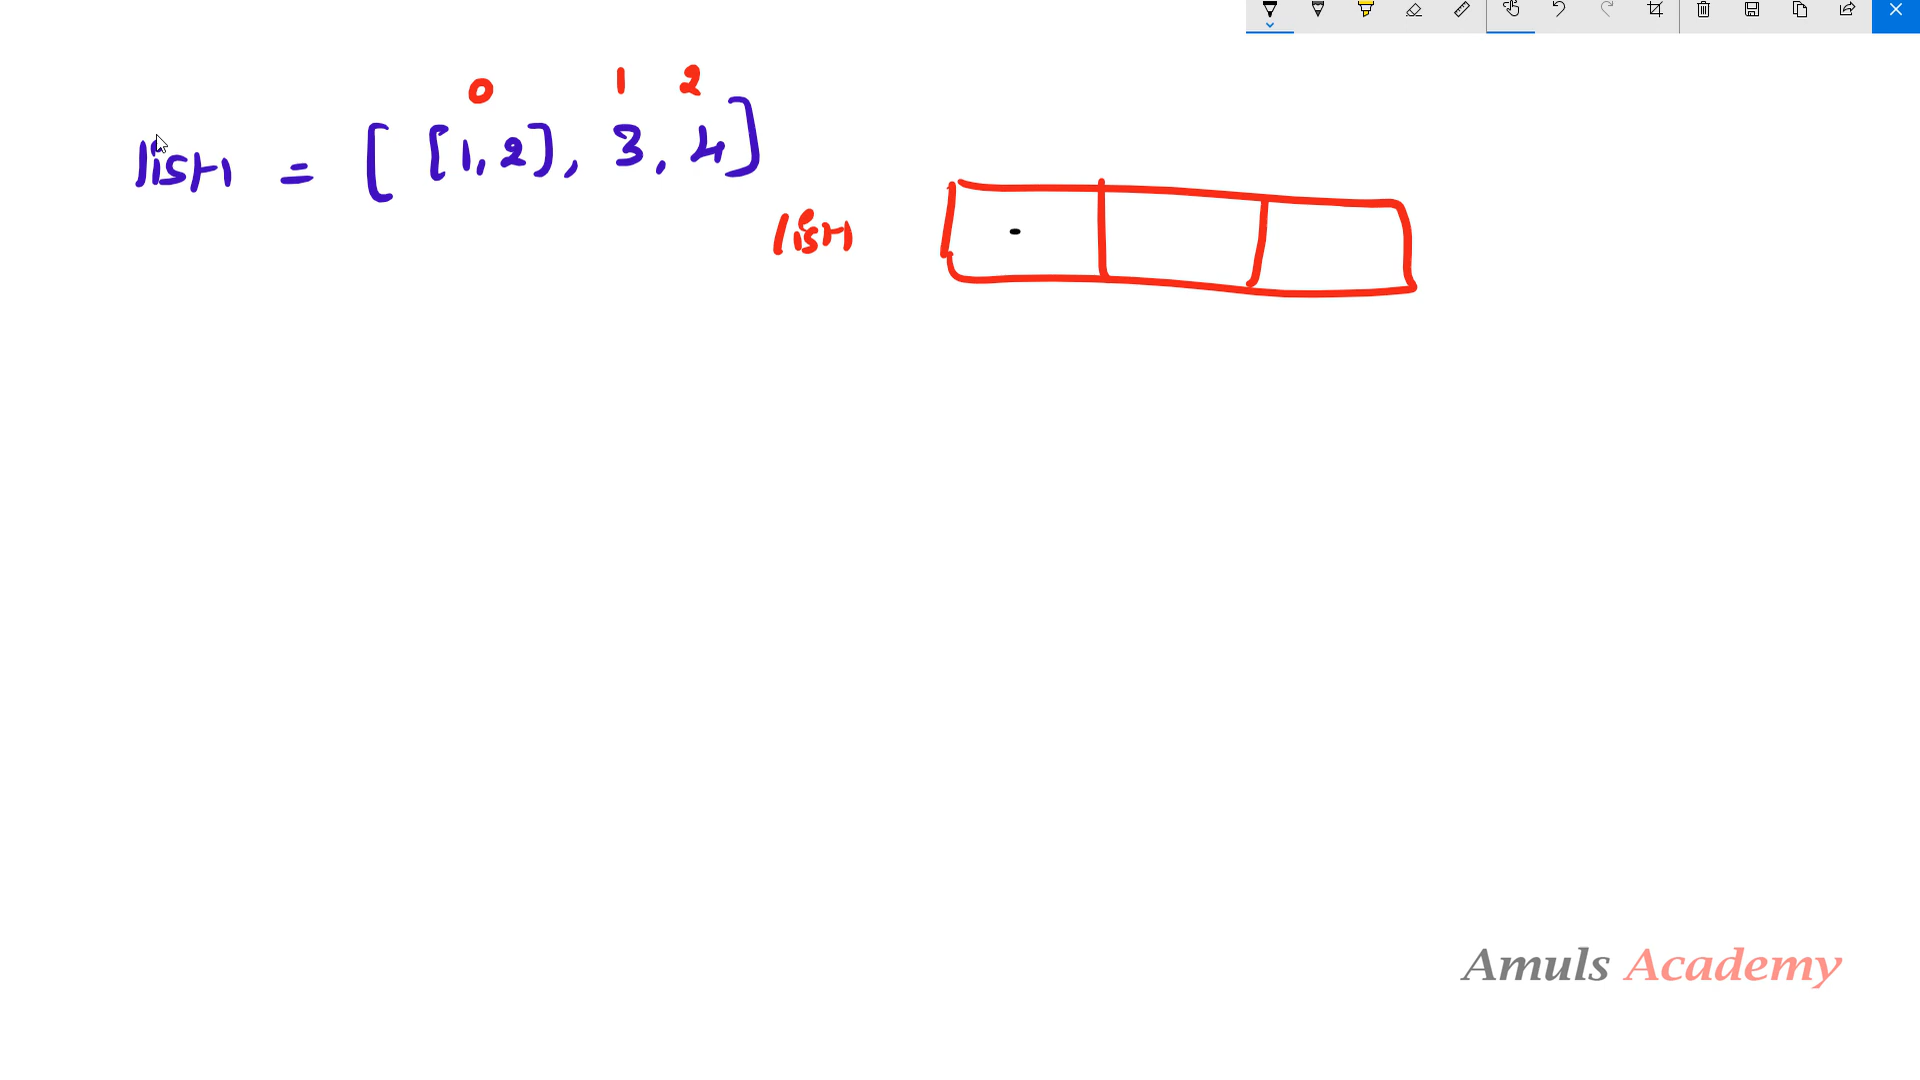 0 1 2
list1 = [ [1,2], 3, 4]
list1
Amuls Academy